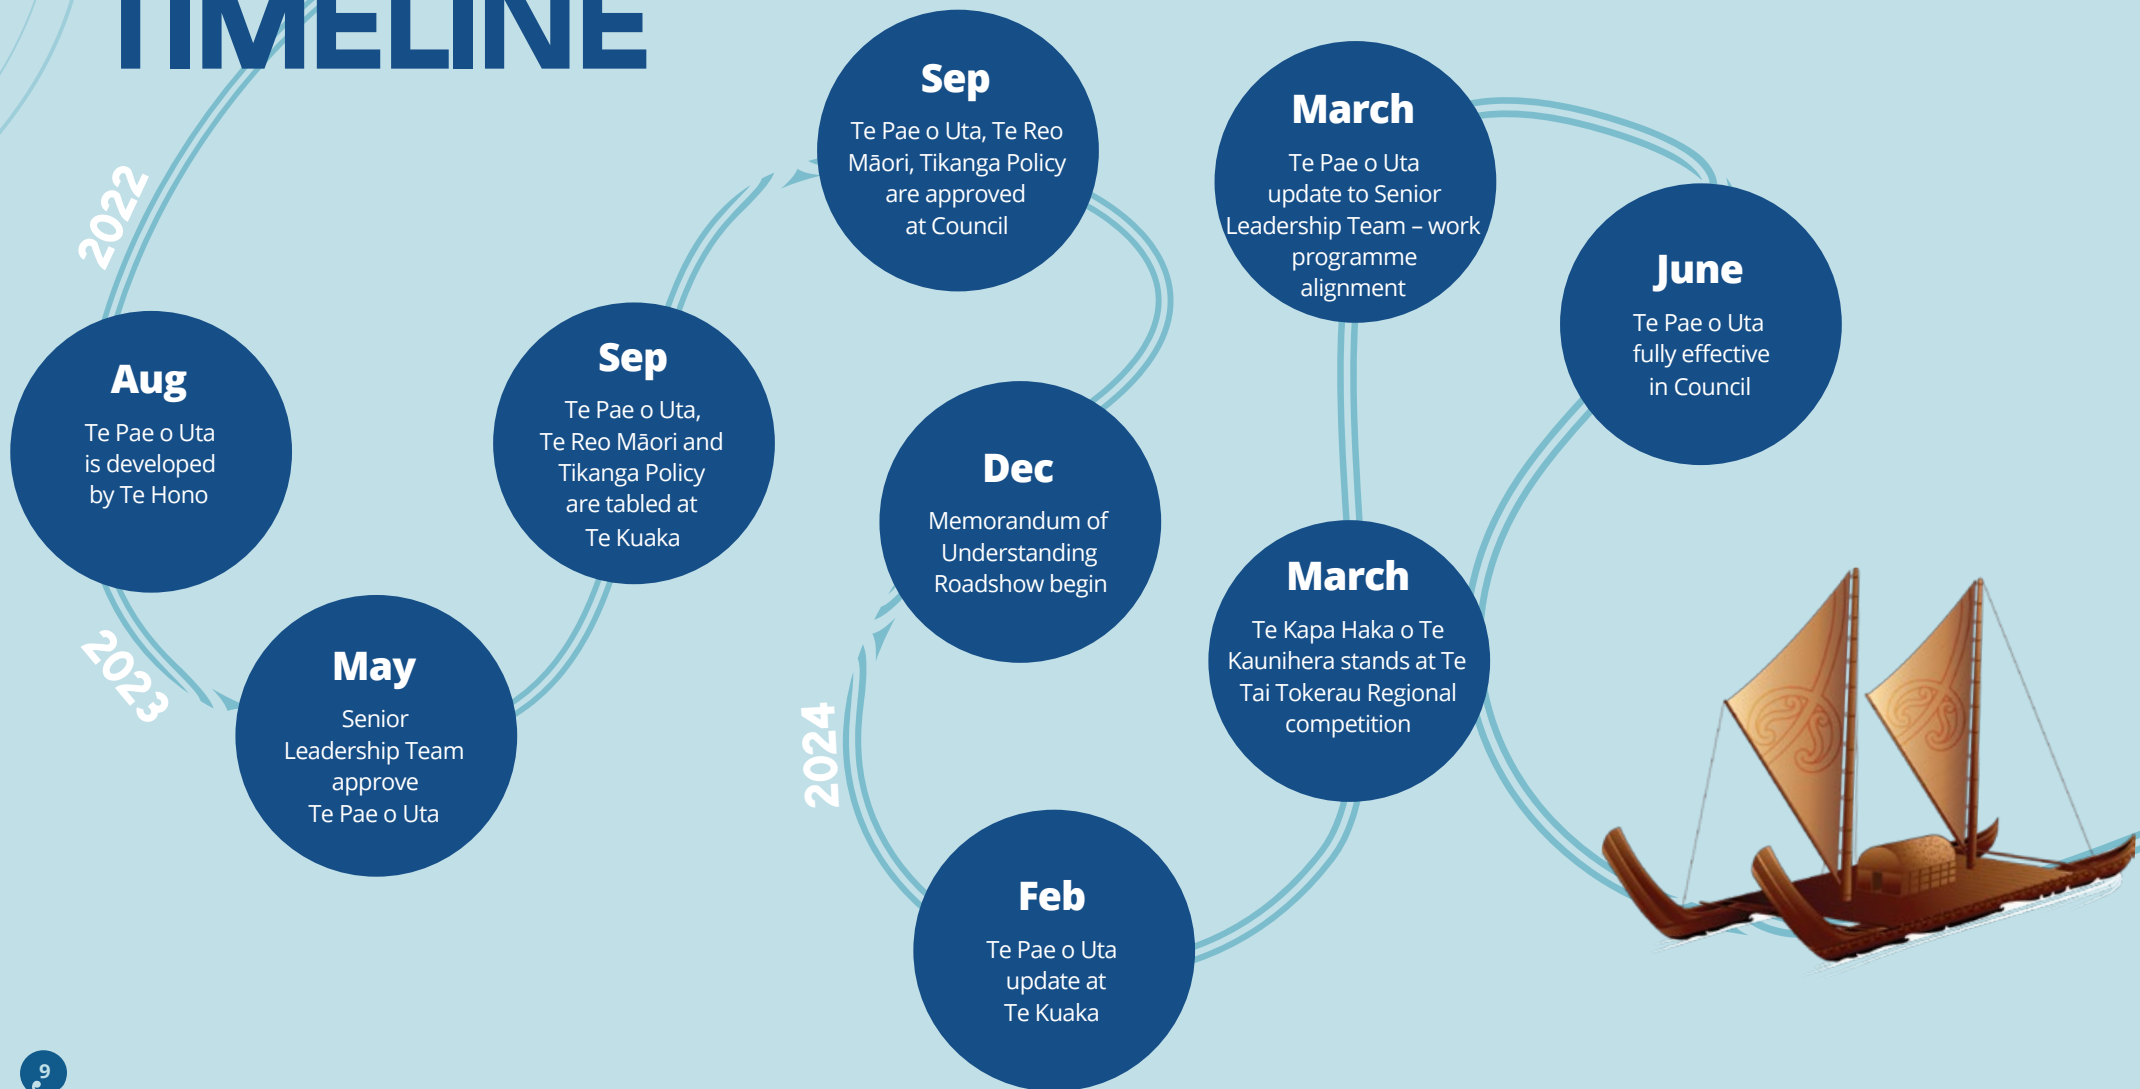 TIMELINE
2022
Aug
Te Pae o Uta
is developed
by Te Hono
2023
May
Senior
Leadership Team
approve
Te Pae o Uta
Sep
Te Pae o Uta,
Te Reo Māori and
Tikanga Policy
are tabled at
Te Kuaka
Sep
Te Pae o Uta, Te Reo
Māori, Tikanga Policy
are approved
at Council
Dec
Memorandum of
Understanding
Roadshow begin
2024
Feb
Te Pae o Uta
update at
Te Kuaka
March
Te Kapa Haka o Te
Kaunihera stands at Te
Tai Tokerau Regional
competition
March
Te Pae o Uta
update to Senior
Leadership Team – work
programme
alignment
June
Te Pae o Uta
fully effective
in Council
9